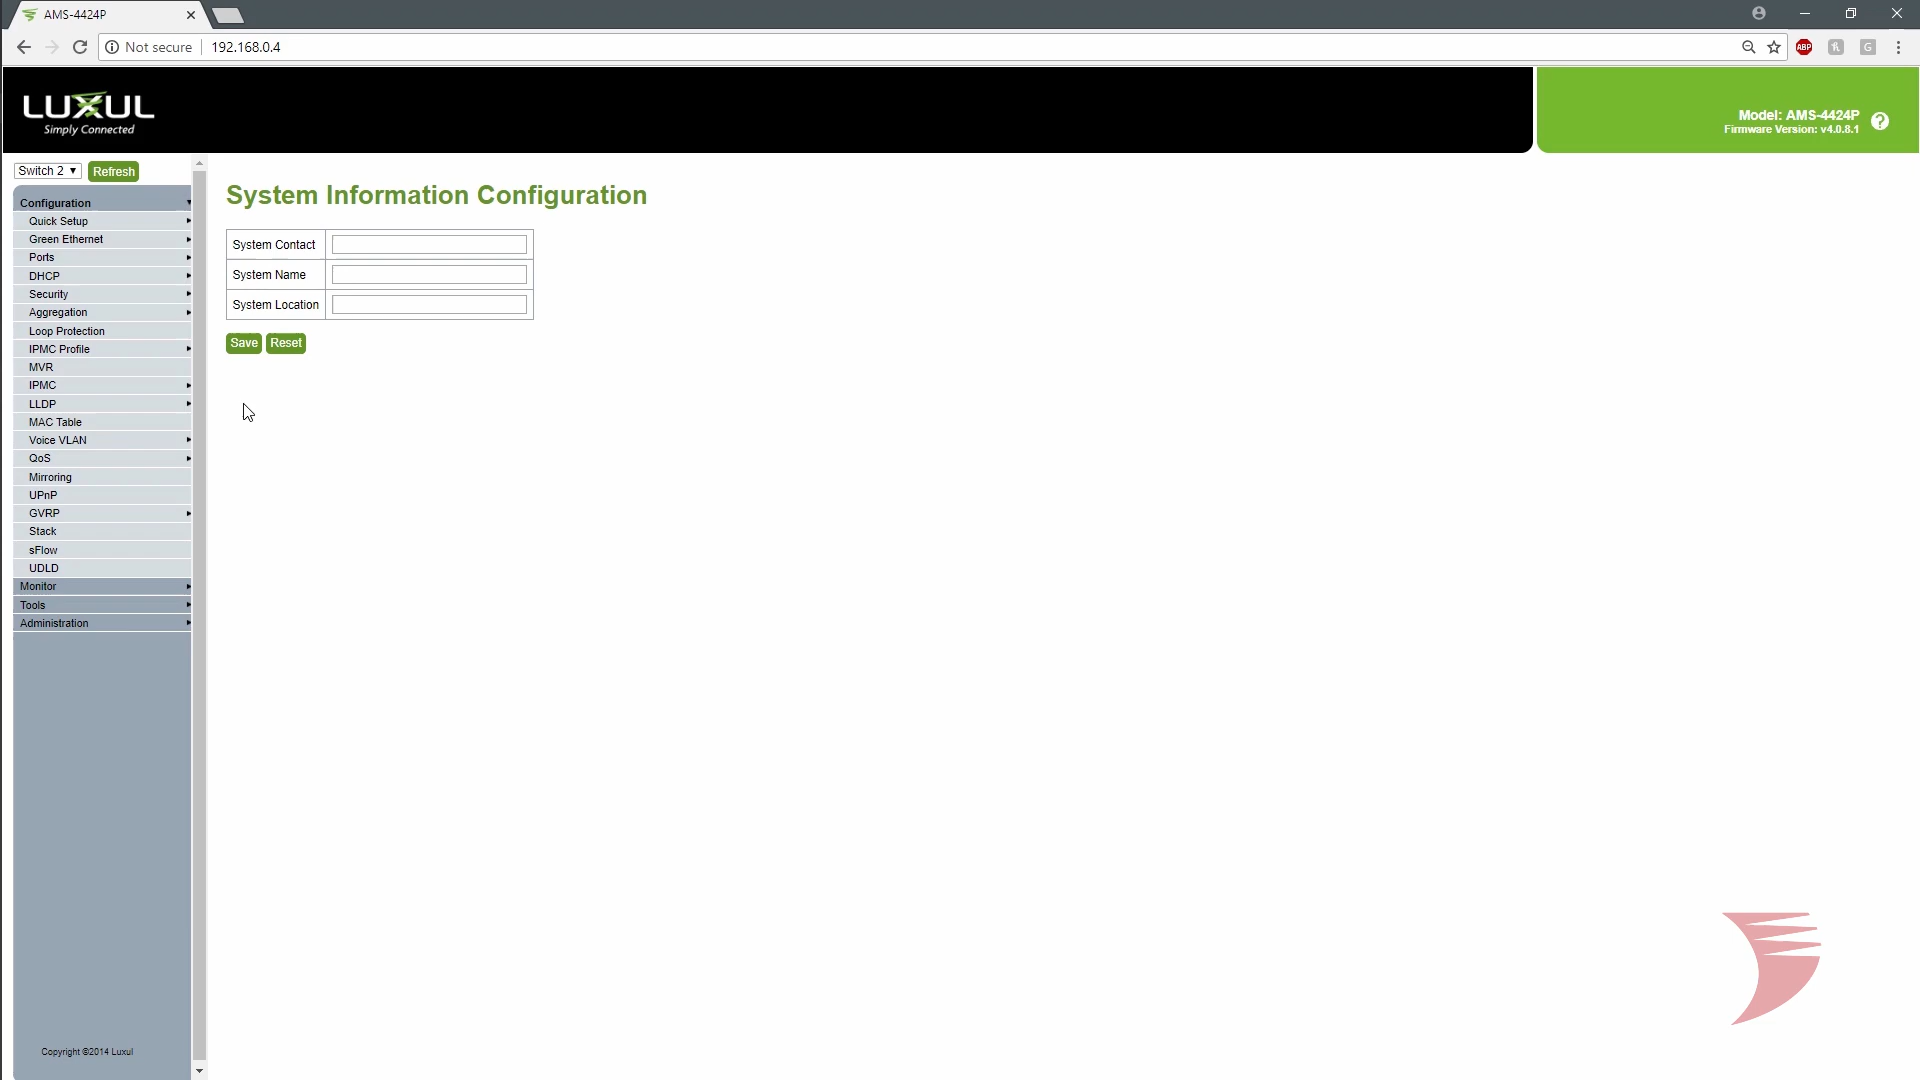 AMS-4424P
Not secure
192.168.0.4
ABP
G
LUXUL
Simply Connected
Model: AMS-4424P
Firmware Version: v4.0.8.1
?
Switch 2
Refresh
Configuration
Quick Setup
Green Ethernet
Ports
DHCP
Security
Aggregation
Loop Protection
IPMC Profile
MVR
IPMC
LLDP
MAC Table
Voice VLAN
QoS
Mirroring
UPnP
GVRP
Stack
sFlow
UDLD
Monitor
Tools
Administration
Copyright ©2014 Luxul
System Information Configuration
System Contact
System Name
System Location
Save Reset